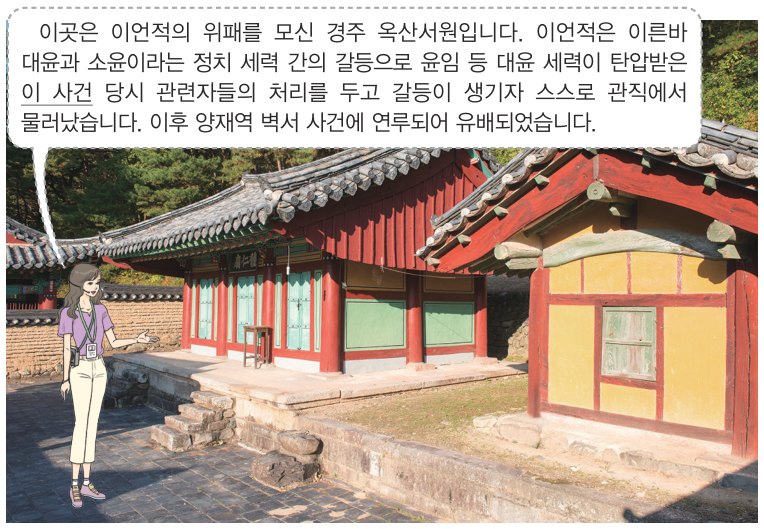 이곳은 이언적의 위패를 모신 경주 옥산서원입니다. 이언적은 이른바
대윤과 소윤이라는 정치 세력 간의 갈등으로 윤임 등 대윤 세력이 탄압받은
이 사건 당시 관련자들의 처리를 두고 갈등이 생기자 스스로 관직에서
물러났습니다. 이후 양재역 벽서 사건에 연루되어 유배되었습니다.